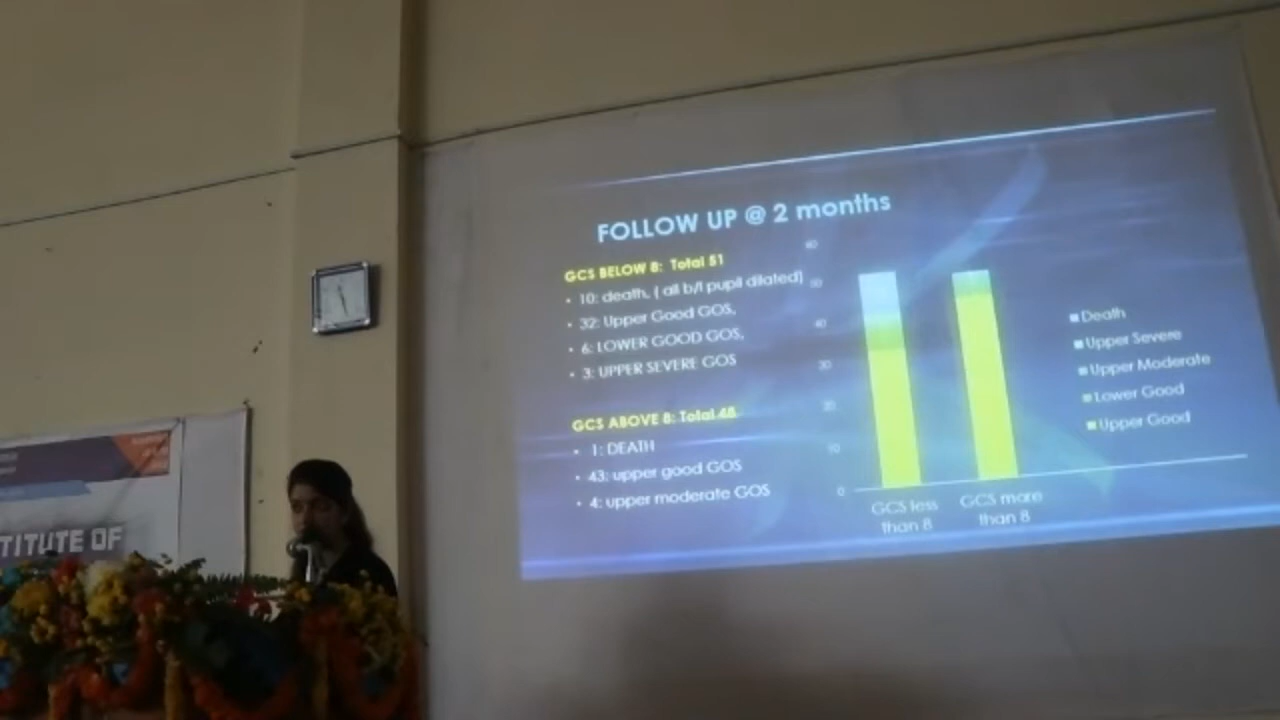 FOLLOW UP @ 2 months
GCS BELOW 8: Total 51
• 10: death, ( all b/l pupil dilated)
• 32: Upper Good GOS,
• 6: LOWER GOOD GOS,
• 3: UPPER SEVERE GOS
GCS ABOVE 8: Total 48
• 1: DEATH
• 43: upper good GOS
• 4: upper moderate GOS
60
50
40
30
20
10
0
GCS less
than 8
GCS more
than 8
Death
Upper Severe
Upper Moderate
Lower Good
Upper Good
TITUTE OF